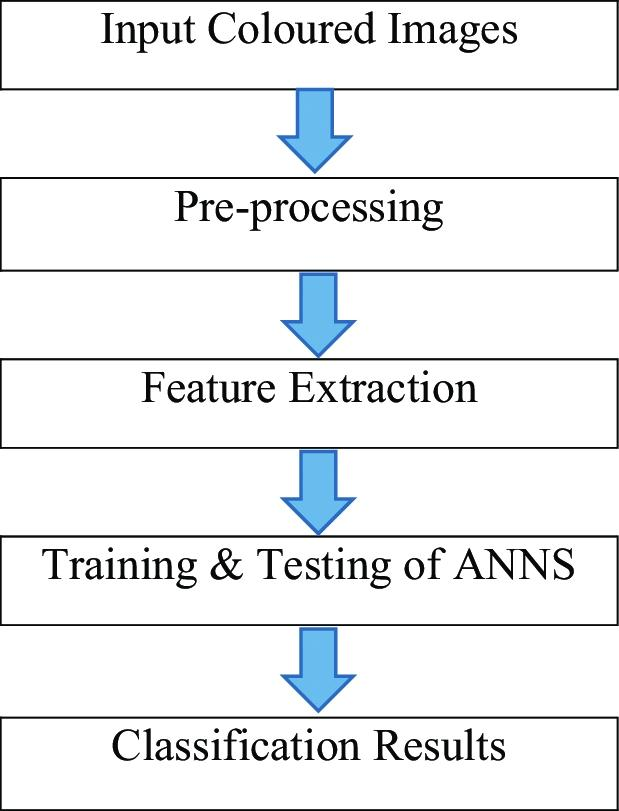 Input Coloured Images
Pre-processing
Feature Extraction
Training & Testing of ANNS
Classification Results